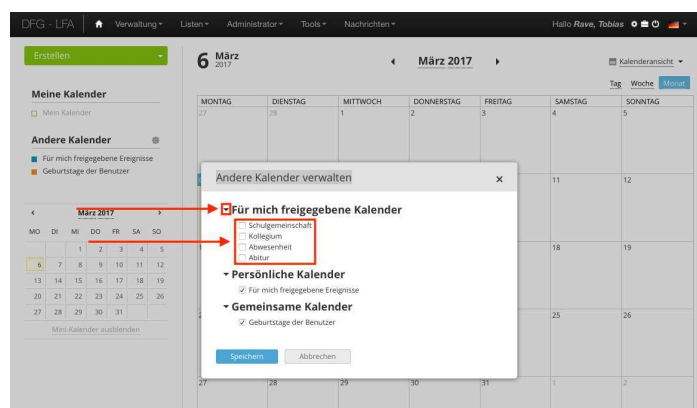 DFG - LFA Verwaltung Listen Administrator Tools Nachrichten Hallo Rave, Tobias
Erstellen
6 März
2017
März 2017
Kalenderansicht
Tag Woche Monat
Meine Kalender
Mein Kalender
Andere Kalender
Für mich freigegebene Ereignisse
Geburtstage der Benutzer
März 2017
MO DI MI DO FR SA SO
1 2 3 4 5
6 7 8 9 10 11 12
13 14 15 16 17 18 19
20 21 22 23 24 25 26
27 28 29 30 31
Mini-Kalender ausblenden
MONTAG DIENSTAG MITTWOCH DONNERSTAG FREITAG SAMSTAG SONNTAG
27 28 1 2 3 4 5
11 12
18 19
25 26
27 28 29 30 31 1 2
Andere Kalender verwalten
Für mich freigegebene Kalender
Schulgemeinschaft
Kollegium
Abwesenheit
Abitur
Persönliche Kalender
Für mich freigegebene Ereignisse
Gemeinsame Kalender
Geburtstage der Benutzer
Speichern Abbrechen